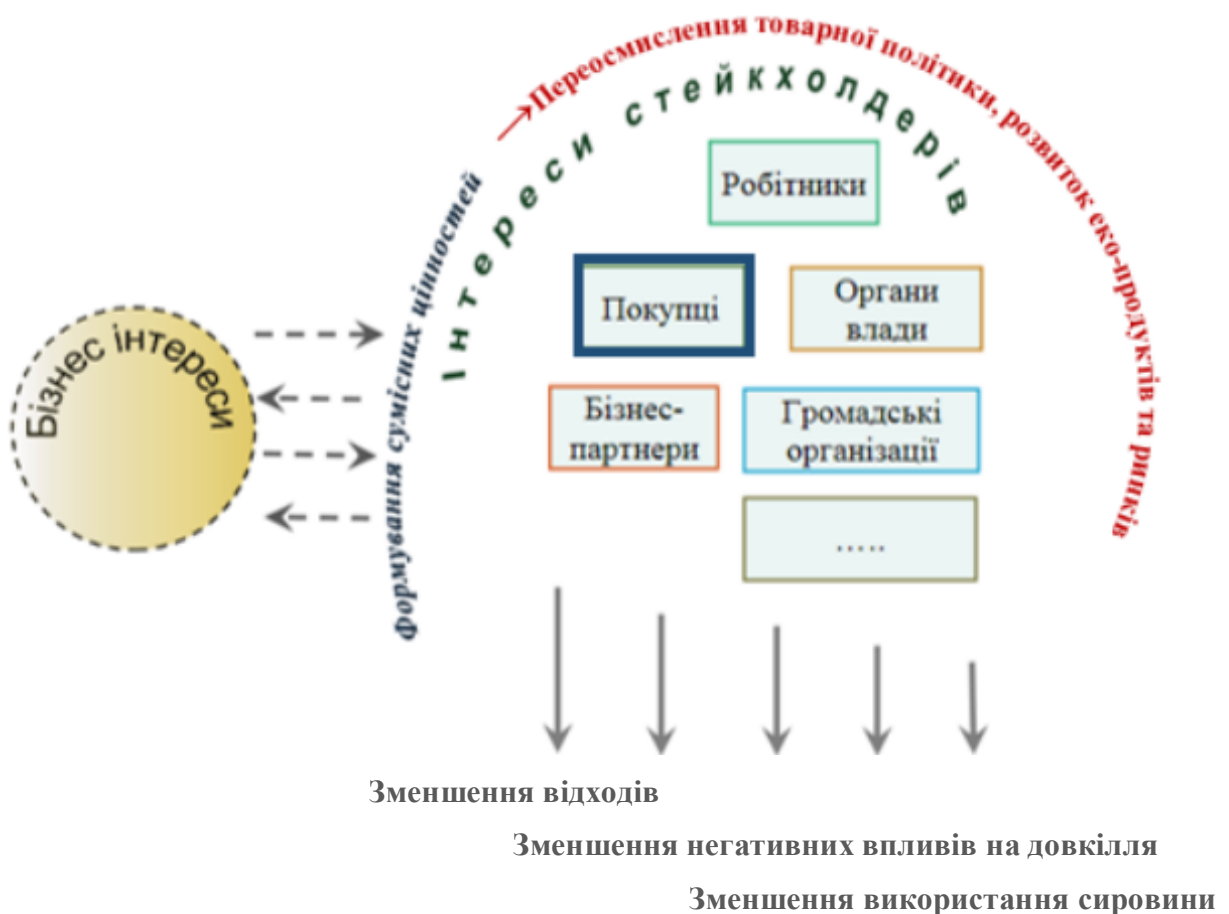 Переосмислення товарної політики, розвиток еко-продуктів та ринків
Інтереси стейкхолдерів
Формування сумісних цінностей
Бізнес інтереси
Робітники
Покупці
Органи
влади
Бізнес-
партнери
Громадські
організації
.....
Зменшення відходів
Зменшення негативних впливів на довкілля
Зменшення використання сировини